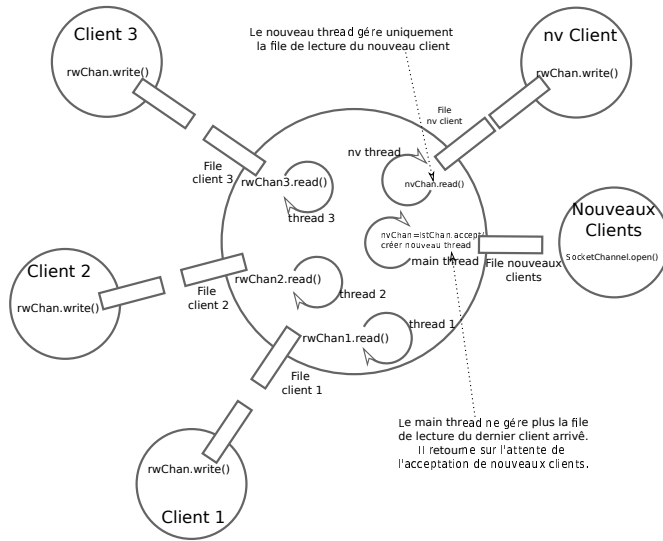 Client 3
rwChan.write()
Le nouveau thread gére uniquement
la file de lecture du nouveau client
nv Client
rwChan.write()
File
nv client
File
client 3
rwChan3.read()
thread 3
nv thread
nvChan.read()
Nouveaux
Clients
SocketChannel.open()
nvChan=lstChan.accept(
créer nouveau thread
main thread
File nouveaux
clients
Client 2
rwChan.write()
File
client 2
rwChan2.read()
thread 2
rwChan1.read()
thread 1
File
client 1
Le main thread ne gére plus la file
de lecture du dernier client arrivê.
Il retourne sur l'attente de
l'acceptation de nouveaux clients.
rwChan.write()
Client 1